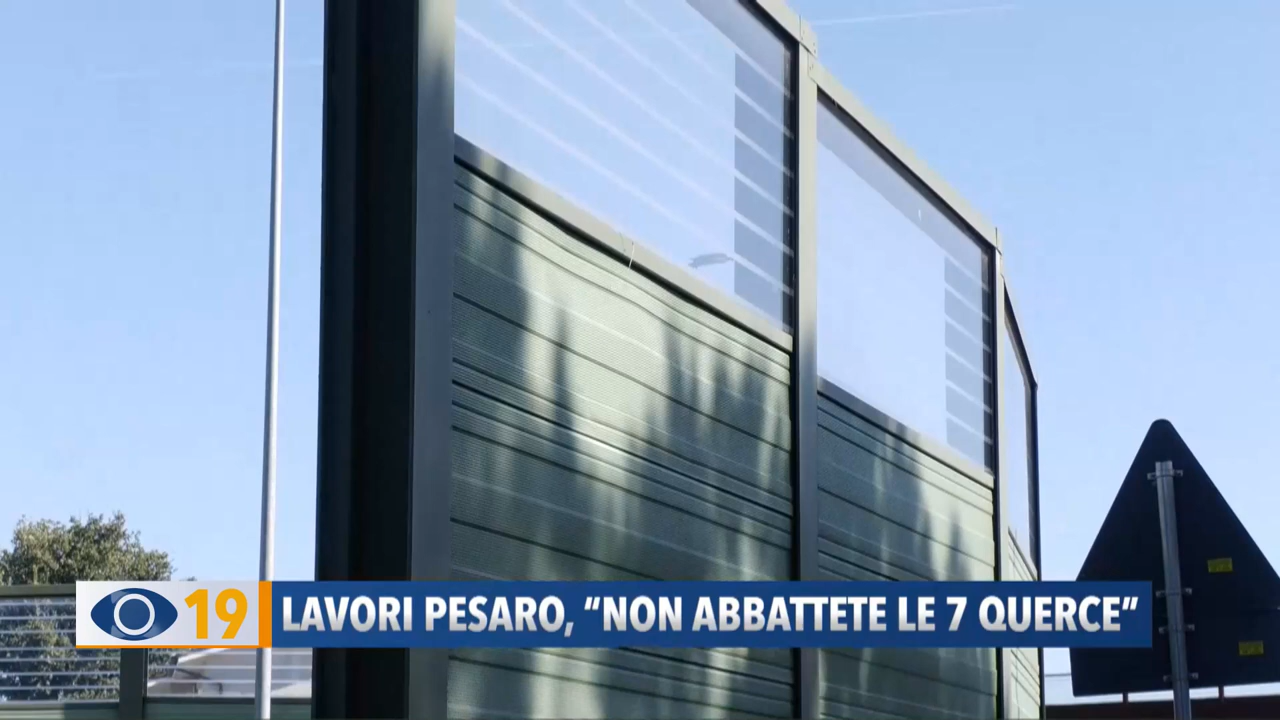 19 LAVORI PESARO, “NON ABBATTETE LE 7 QUERCE”